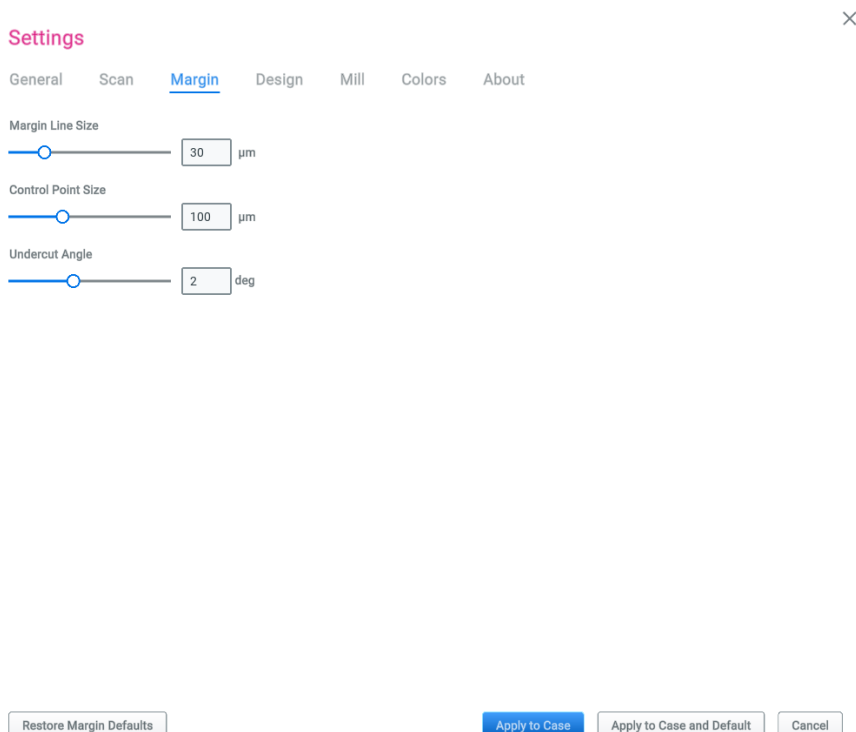 Settings
General Scan Margin Design Mill Colors About
Margin Line Size
30 µm
Control Point Size
100 µm
Undercut Angle
2 deg
Restore Margin Defaults Apply to Case Apply to Case and Default Cancel